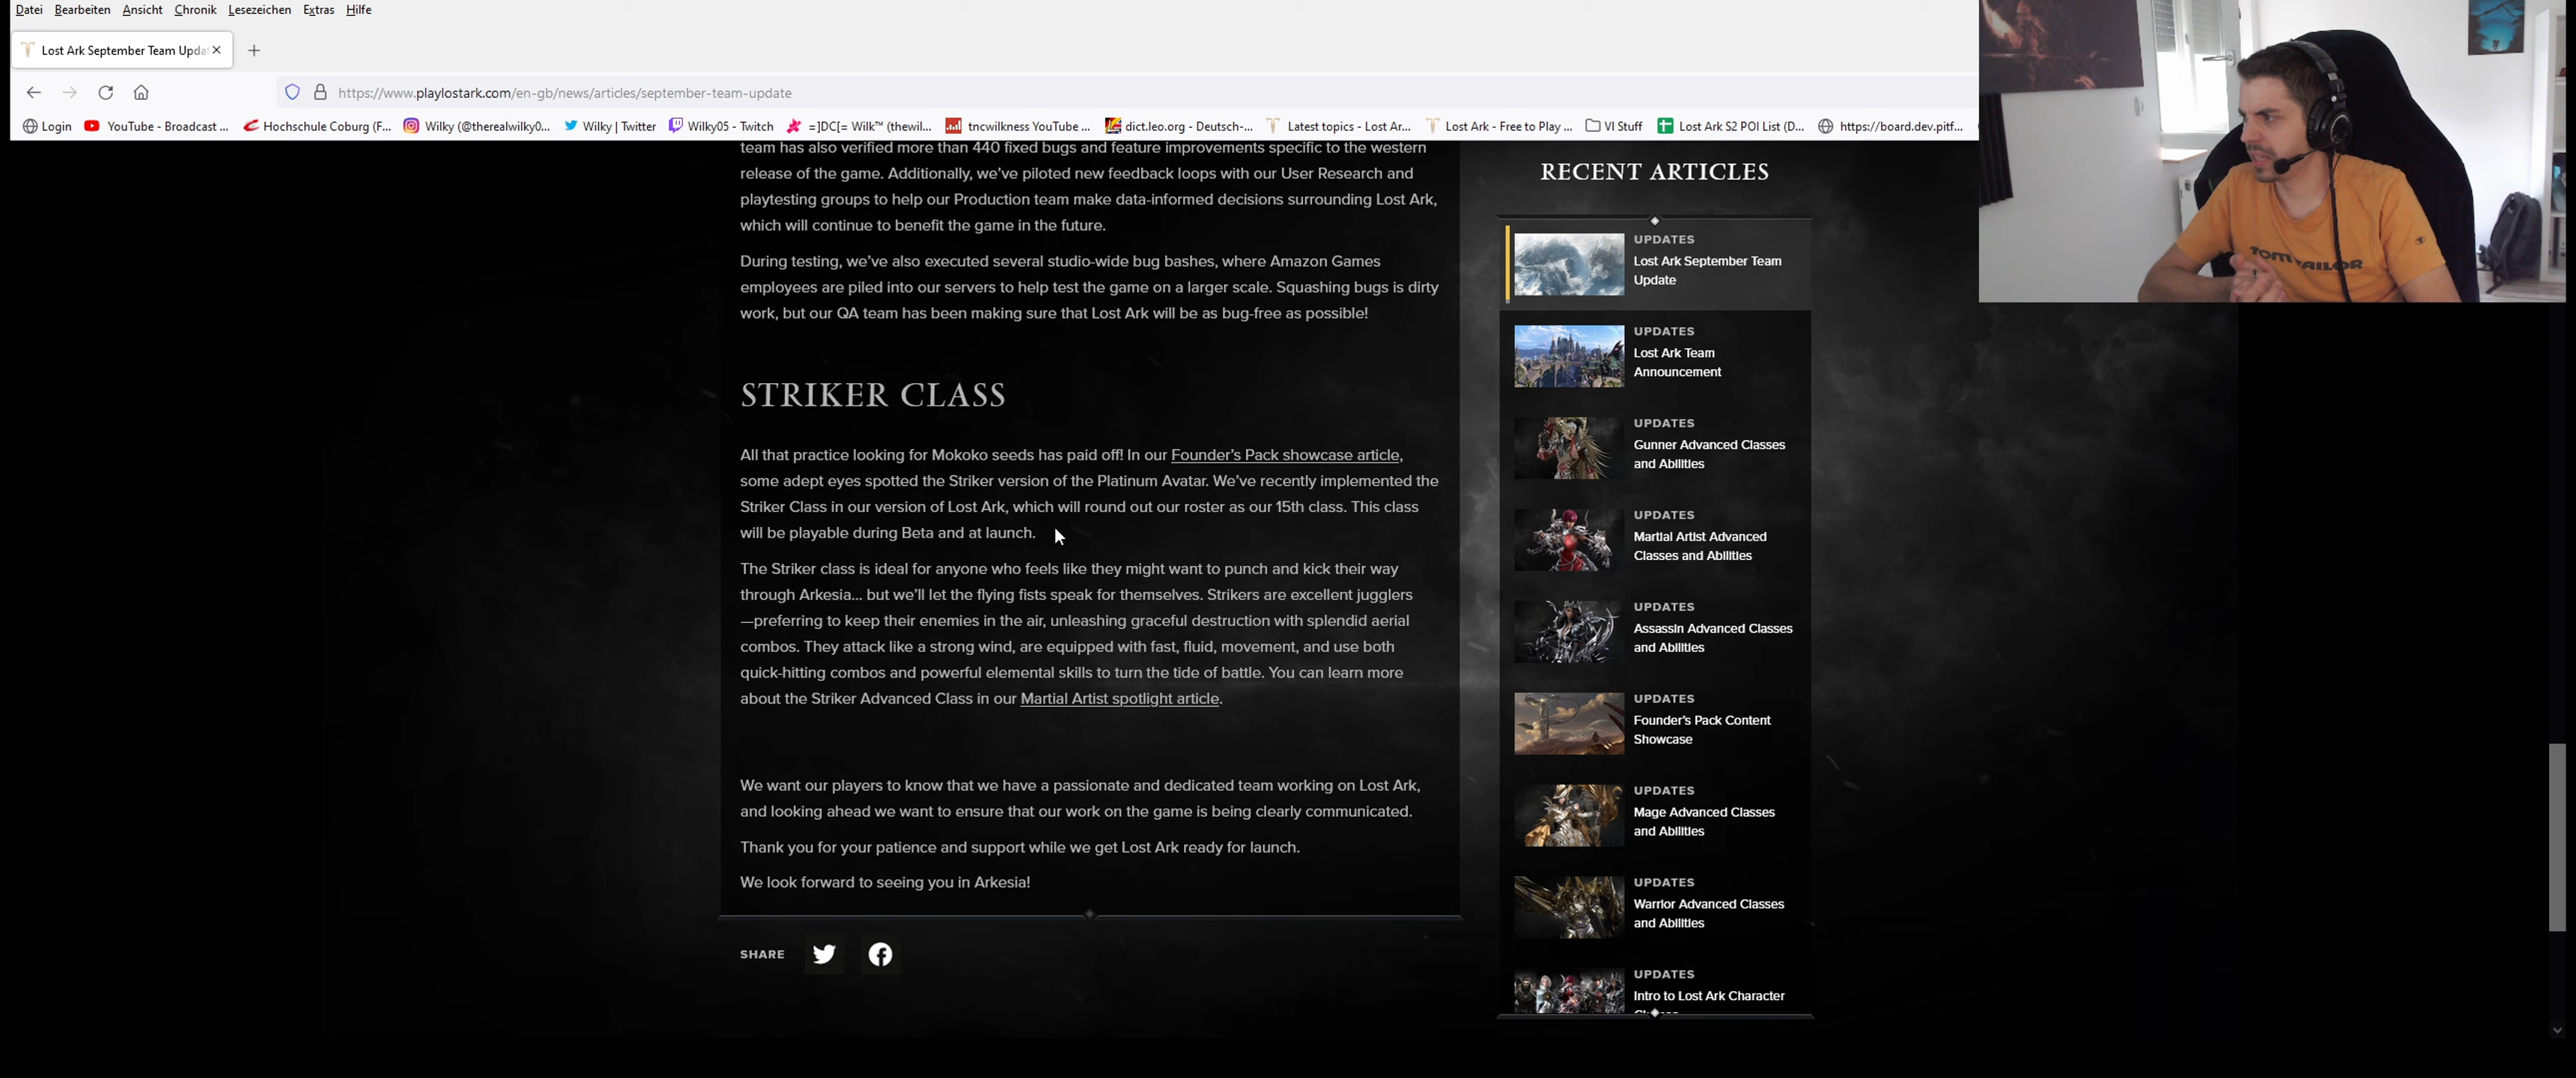 Datei Bearbeiten Ansicht Chronik Lesezeichen Extras Hilfe
Lost Ark September Team Upda
https://www.playlostark.com/en-gb/news/articles/september-team-update
Login YouTube - Broadcast ... Hochschule Coburg (F... Wilky (@therealwilky0... Wilky | Twitter Wilky05 - Twitch =]DC[= Wilk™ (thewil... tncwilkness YouTube ... dict.leo.org - Deutsch-... Latest topics - Lost Ar... Lost Ark - Free to Play ... VI Stuff Lost Ark S2 POI List (D... https://board.dev.pitf...
team has also verified more than 440 fixed bugs and feature improvements specific to the western
release of the game. Additionally, we've piloted new feedback loops with our User Research and
playtesting groups to help our Production team make data-informed decisions surrounding Lost Ark,
which will continue to benefit the game in the future.
During testing, we've also executed several studio-wide bug bashes, where Amazon Games
employees are piled into our servers to help test the game on a larger scale. Squashing bugs is dirty
work, but our QA team has been making sure that Lost Ark will be as bug-free as possible!
STRIKER CLASS
All that practice looking for Mokoko seeds has paid off! In our Founder's Pack showcase article,
some adept eyes spotted the Striker version of the Platinum Avatar. We've recently implemented the
Striker Class in our version of Lost Ark, which will round out our roster as our 15th class. This class
will be playable during Beta and at launch.
The Striker class is ideal for anyone who feels like they might want to punch and kick their way
through Arkesia... but we'll let the flying fists speak for themselves. Strikers are excellent jugglers
—preferring to keep their enemies in the air, unleashing graceful destruction with splendid aerial
combos. They attack like a strong wind, are equipped with fast, fluid, movement, and use both
quick-hitting combos and powerful elemental skills to turn the tide of battle. You can learn more
about the Striker Advanced Class in our Martial Artist spotlight article.
We want our players to know that we have a passionate and dedicated team working on Lost Ark,
and looking ahead we want to ensure that our work on the game is being clearly communicated.
Thank you for your patience and support while we get Lost Ark ready for launch.
We look forward to seeing you in Arkesia!
SHARE
RECENT ARTICLES
UPDATES
Lost Ark September Team
Update
UPDATES
Lost Ark Team
Announcement
UPDATES
Gunner Advanced Classes
and Abilities
UPDATES
Martial Artist Advanced
Classes and Abilities
UPDATES
Assassin Advanced Classes
and Abilities
UPDATES
Founder's Pack Content
Showcase
UPDATES
Mage Advanced Classes
and Abilities
UPDATES
Warrior Advanced Classes
and Abilities
UPDATES
Intro to Lost Ark Character
TOM TAILOR